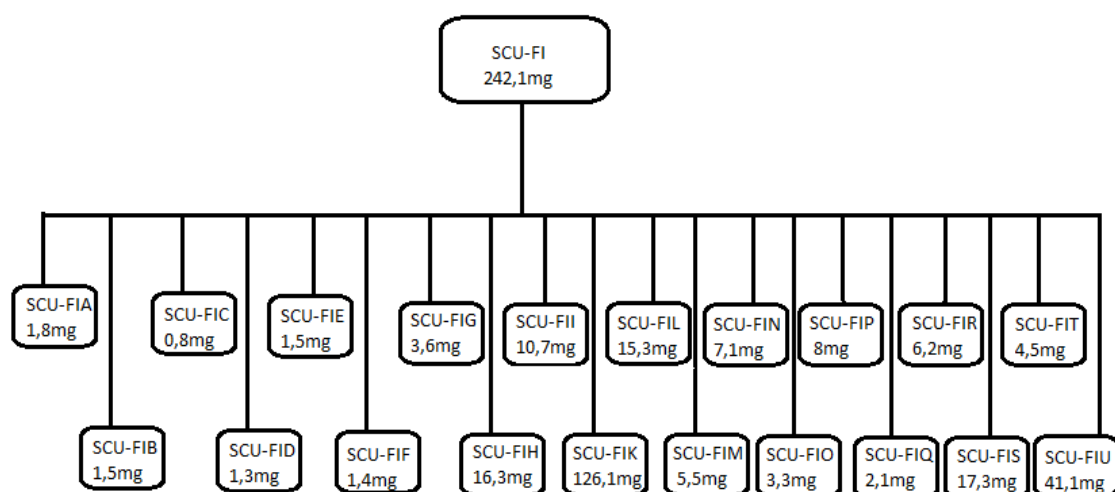 SCU-FI
242,1mg
SCU-FIA
1,8mg
SCU-FIC
0,8mg
SCU-FIE
1,5mg
SCU-FIG
3,6mg
SCU-FII
10,7mg
SCU-FIL
15,3mg
SCU-FIN
7,1mg
SCU-FIP
8mg
SCU-FIR
6,2mg
SCU-FIT
4,5mg
SCU-FIB
1,5mg
SCU-FID
1,3mg
SCU-FIF
1,4mg
SCU-FIH
16,3mg
SCU-FIK
126,1mg
SCU-FIM
5,5mg
SCU-FIO
3,3mg
SCU-FIQ
2,1mg
SCU-FIS
17,3mg
SCU-FIU
41,1mg